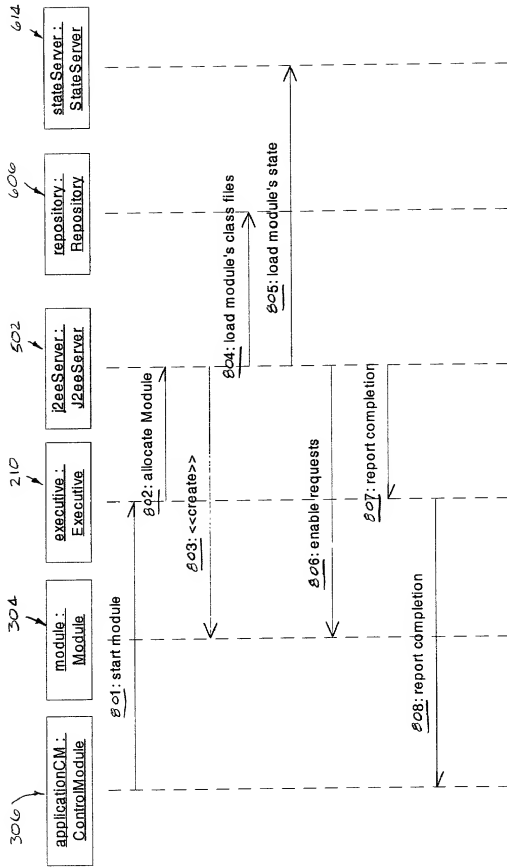 306
304
210
502
606
614
applicationCM :
ControlModule
module :
Module
executive :
Executive
j2eeServer :
J2eeServer
repository :
Repository
stateServer :
StateServer
801: start module
802: allocate Module
803: <<create>>
804: load module's class files
805: load module's state
806: enable requests
807: report completion
808: report completion